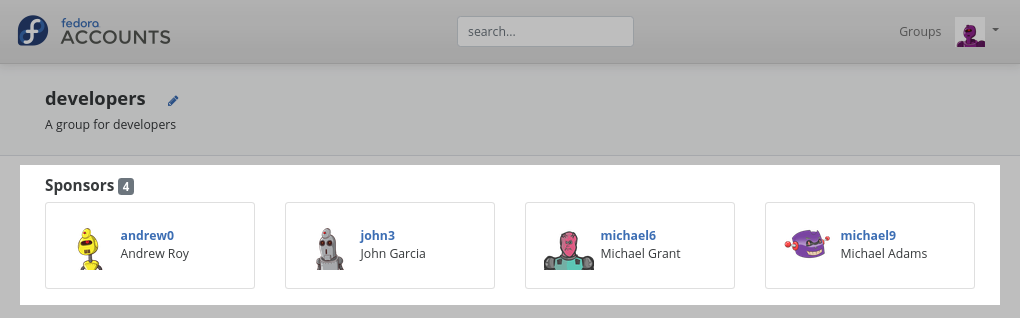 fedora
ACCOUNTS
search...
Groups
developers
A group for developers
Sponsors 4
andrew0
Andrew Roy
john3
John Garcia
michael6
Michael Grant
michael9
Michael Adams